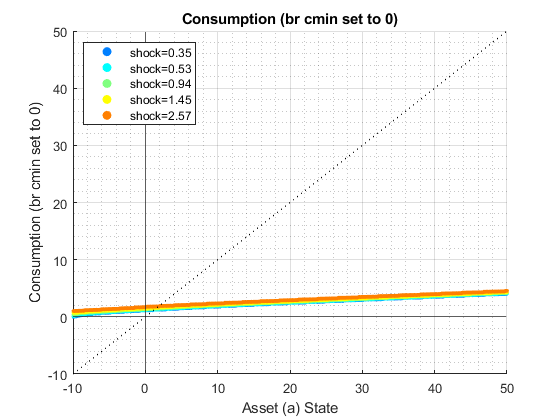 Consumption (br cmin set to 0)
50
40
30
20
10
0
-10
Consumption (br cmin set to 0)
shock=0.35
shock=0.53
shock=0.94
shock=1.45
shock=2.57
-10 0 10 20 30 40 50
Asset (a) State